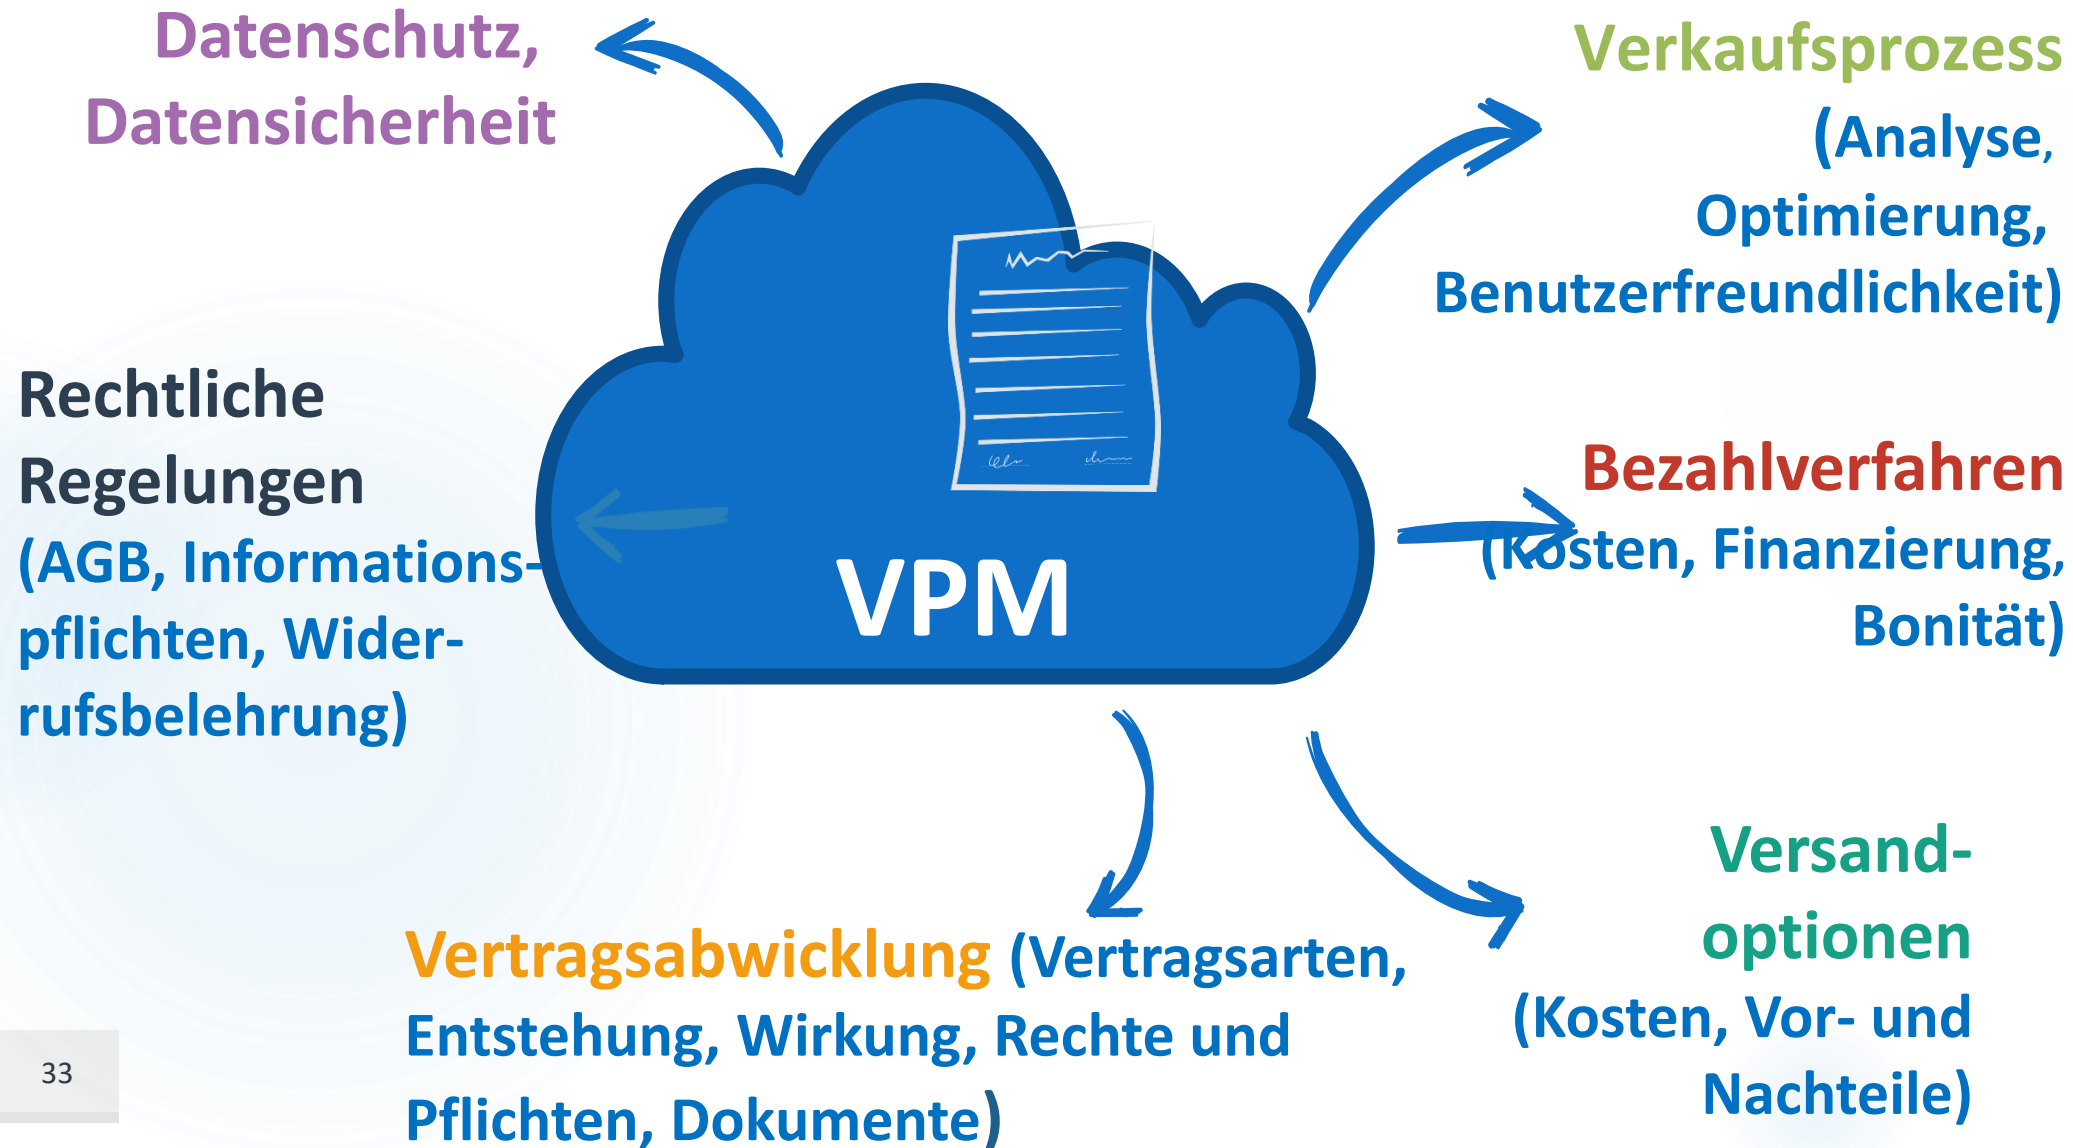 Datenschutz,
Datensicherheit
Verkaufsprozess
(Analyse,
Optimierung,
Benutzerfreundlichkeit)
Rechtliche
Regelungen
(AGB, Informations-
pflichten, Wider-
rufsbelehrung)
VPM
Bezahlverfahren
(Kosten, Finanzierung,
Bonität)
Versand-
optionen
(Kosten, Vor- und
Nachteile)
Vertragsabwicklung (Vertragsarten,
Entstehung, Wirkung, Rechte und
Pflichten, Dokumente)
33